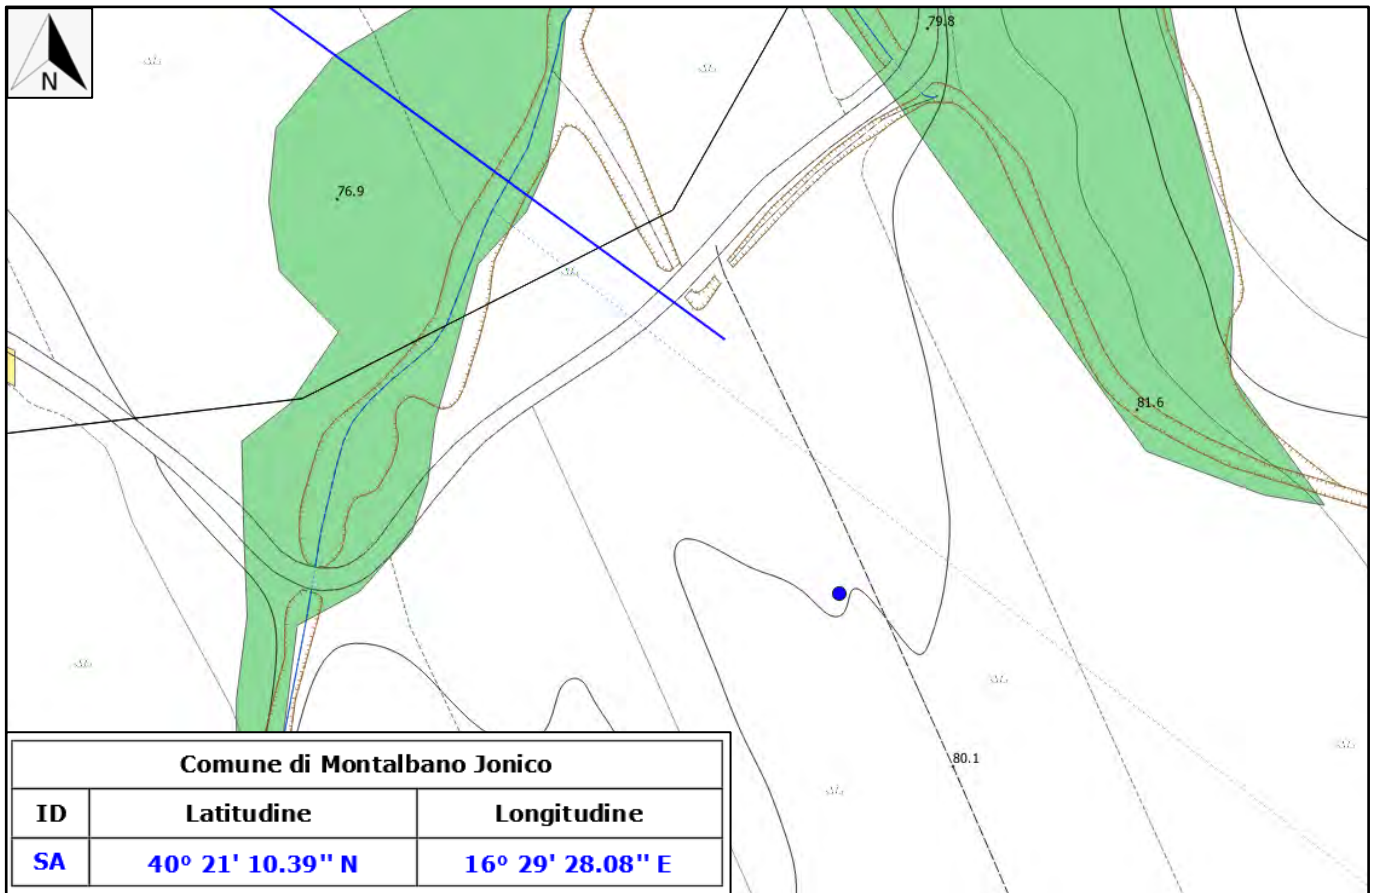 N
79.8
76.9
81.6
80.1
Comune di Montalbano Jonico
ID Latitudine Longitudine
SA 40° 21' 10.39'' N 16° 29' 28.08'' E